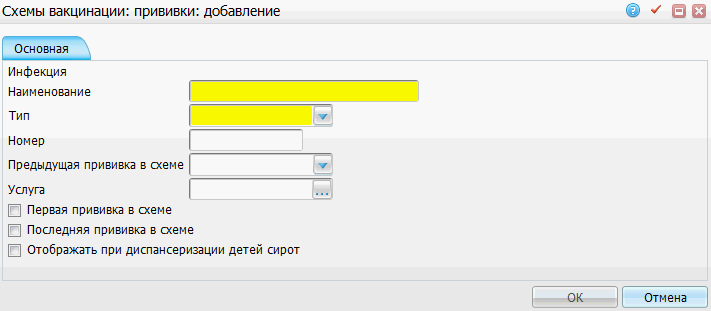 Схемы вакцинации: прививки: добавление
Основная
Инфекция
Наименование
Тип
Номер
Предыдущая прививка в схеме
Услуга
...
Первая прививка в схеме
Последняя прививка в схеме
Отображать при диспансеризации детей сирот
OK Отмена